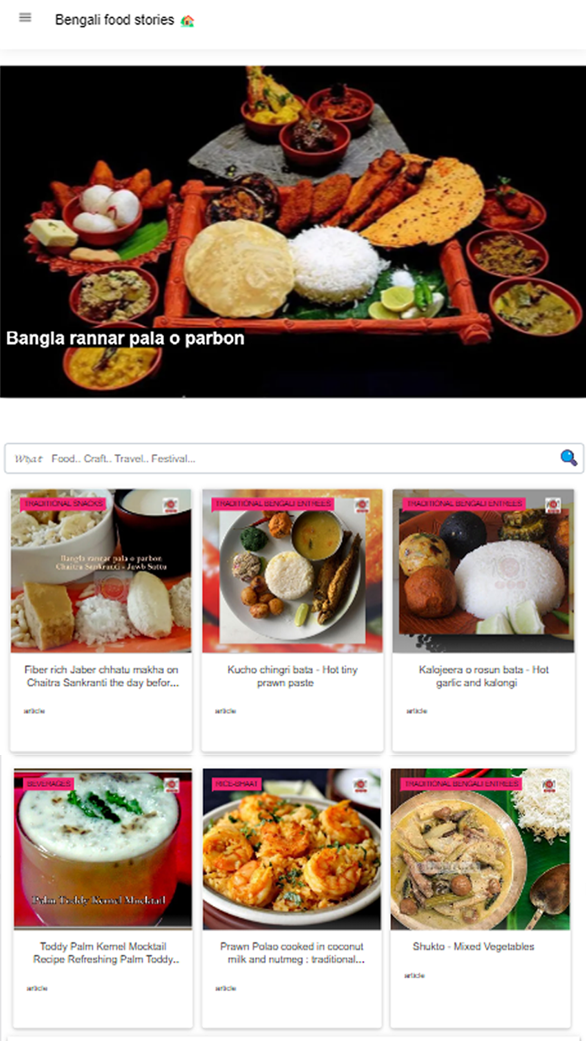 Bengali food stories
Bangla rannar pala o parbon
What Food.. Craft.. Travel.. Festival...
TRADITIONAL SNACKS
Bangla rannar pala o parbon
Chaitra Sankranti - Jowb Sattu
Fiber rich Jaber chhatu makha on
Chaitra Sankranti the day befor...
article
TRADITIONAL BENGALI ENTREES
Kucho chingri bata - Hot tiny
prawn paste
article
TRADITIONAL BENGALI ENTREES
Kalojeera o rosun bata - Hot
garlic and kalongi
article
BEVERAGES
Palm Toddy Kernel Mocktail
Toddy Palm Kernel Mocktail
Recipe Refreshing Palm Toddy..
article
RICE-BHAAT
Prawn Polao cooked in coconut
milk and nutmeg : traditional...
article
TRADITIONAL BENGALI ENTREES
Shukto - Mixed Vegetables
article